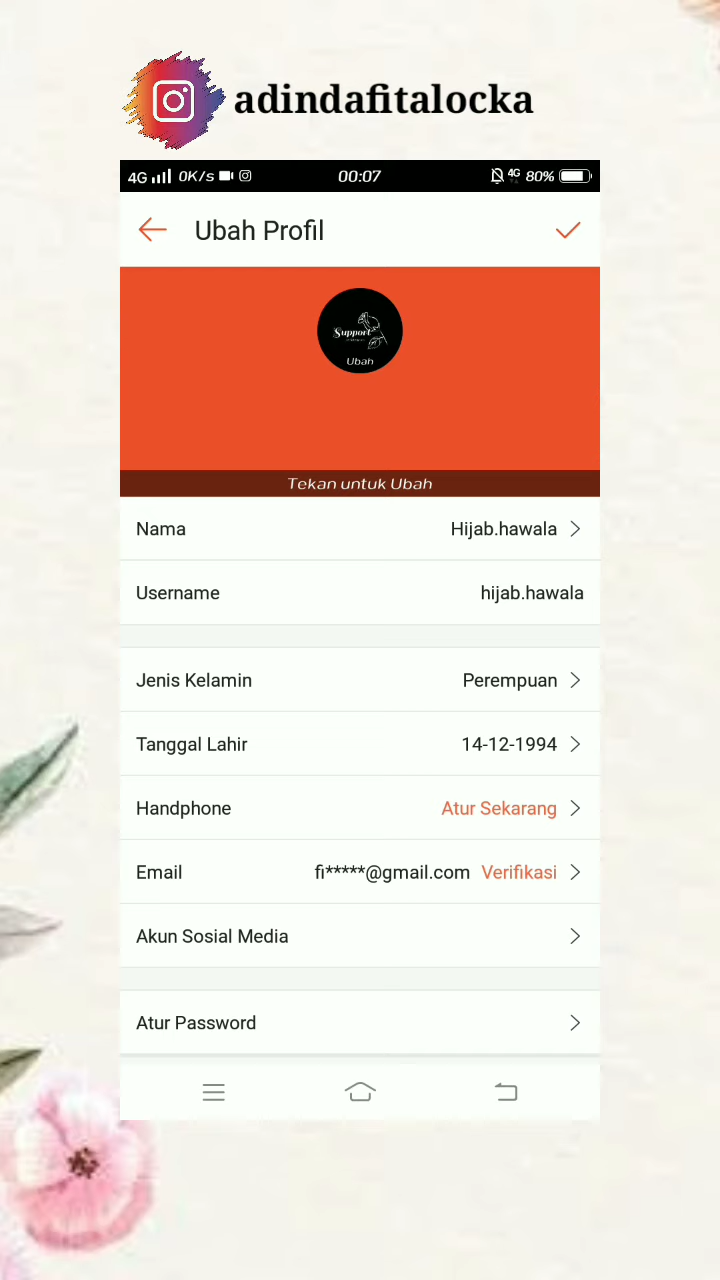 adindafitalocka
4G 0K/s 00:07 4G 80%
Ubah Profil
Support
Ubah
Tekan untuk Ubah
Nama Hijab.hawala
Username hijab.hawala
Jenis Kelamin Perempuan
Tanggal Lahir 14-12-1994
Handphone Atur Sekarang
Email fi*****@gmail.com Verifikasi
Akun Sosial Media
Atur Password